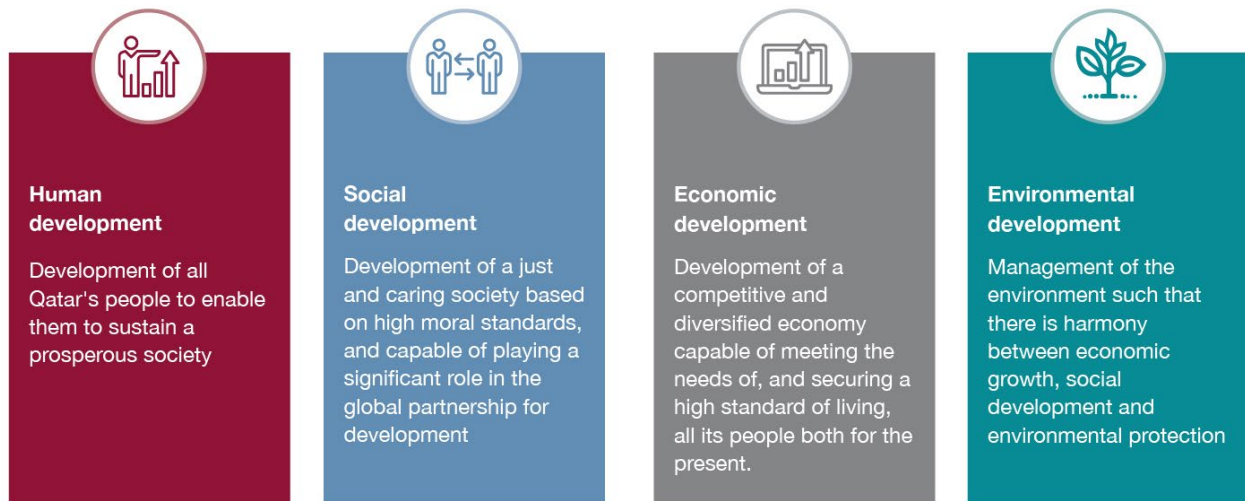 Human
development
Development of all
Qatar's people to enable
them to sustain a
prosperous society
Social
development
Development of a just
and caring society based
on high moral standards,
and capable of playing a
significant role in the
global partnership for
development
Economic
development
Development of a
competitive and
diversified economy
capable of meeting the
needs of, and securing a
high standard of living,
all its people both for the
present.
Environmental
development
Management of the
environment such that
there is harmony
between economic
growth, social
development and
environmental protection